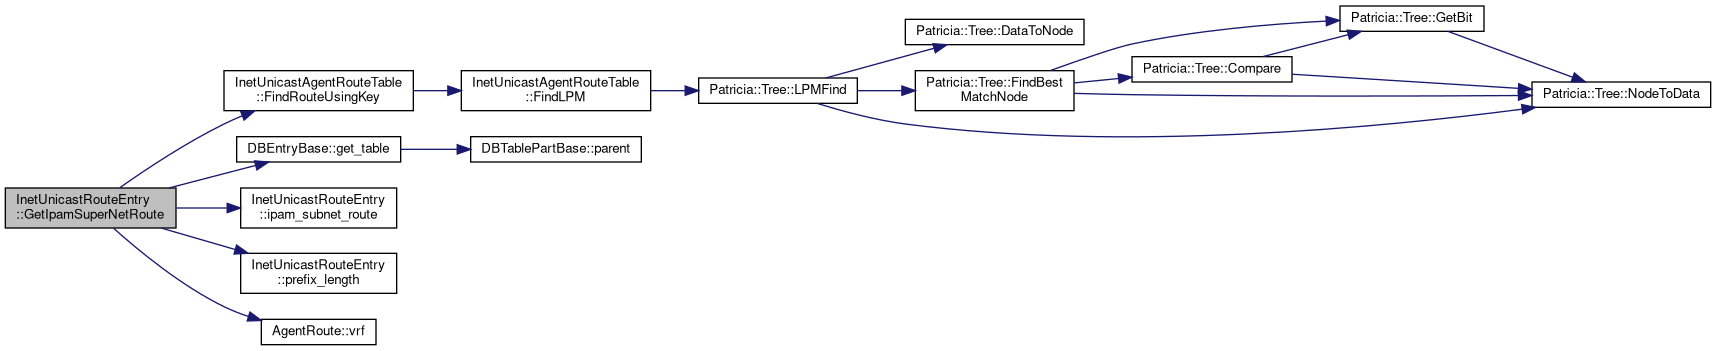 InetUnicastRouteEntry
::GetIpamSuperNetRoute
InetUnicastAgentRouteTable
::FindRouteUsingKey
InetUnicastAgentRouteTable
::FindLPM
Patricia::Tree::LPMFind
Patricia::Tree::DataToNode
Patricia::Tree::FindBest
MatchNode
Patricia::Tree::Compare
Patricia::Tree::GetBit
Patricia::Tree::NodeToData
DBEntryBase::get_table
DBTablePartBase::parent
InetUnicastRouteEntry
::ipam_subnet_route
InetUnicastRouteEntry
::prefix_length
AgentRoute::vrf